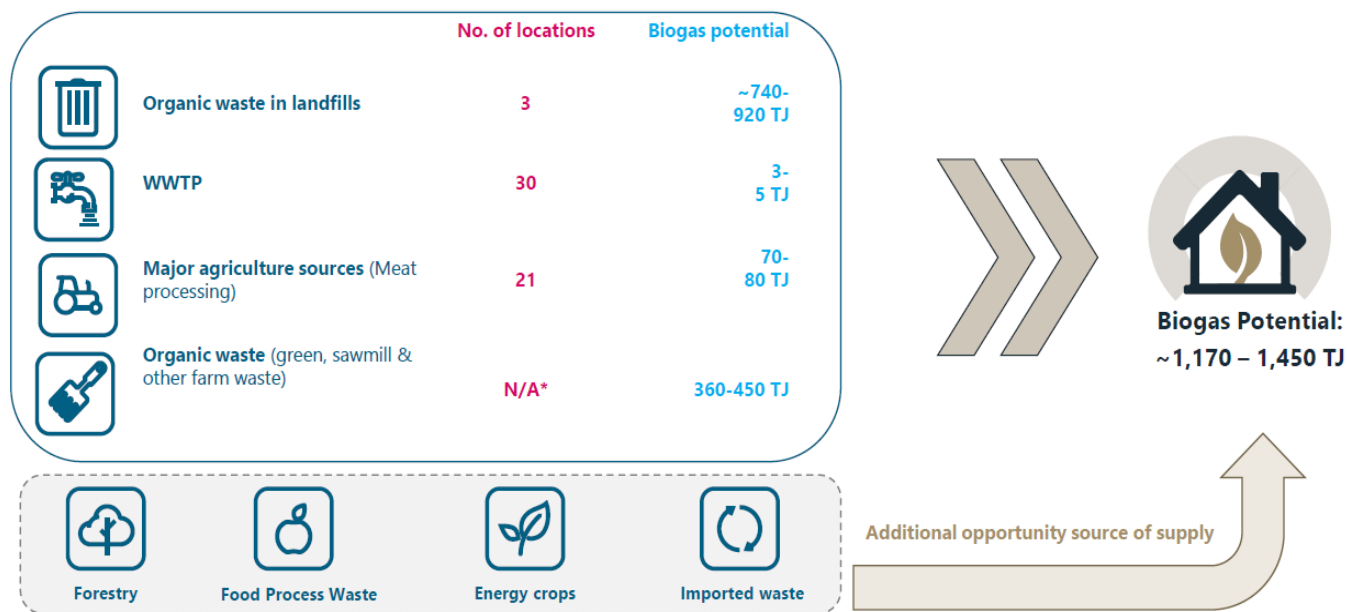 No. of locations
Biogas potential
Organic waste in landfills
3
~740-
920 TJ
WWTP
30
3-
5 TJ
Major agriculture sources (Meat
processing)
21
70-
80 TJ
Organic waste (green, sawmill &
other farm waste)
N/A*
360-450 TJ
Biogas Potential:
~1,170 – 1,450 TJ
Forestry
Food Process Waste
Energy crops
Imported waste
Additional opportunity source of supply